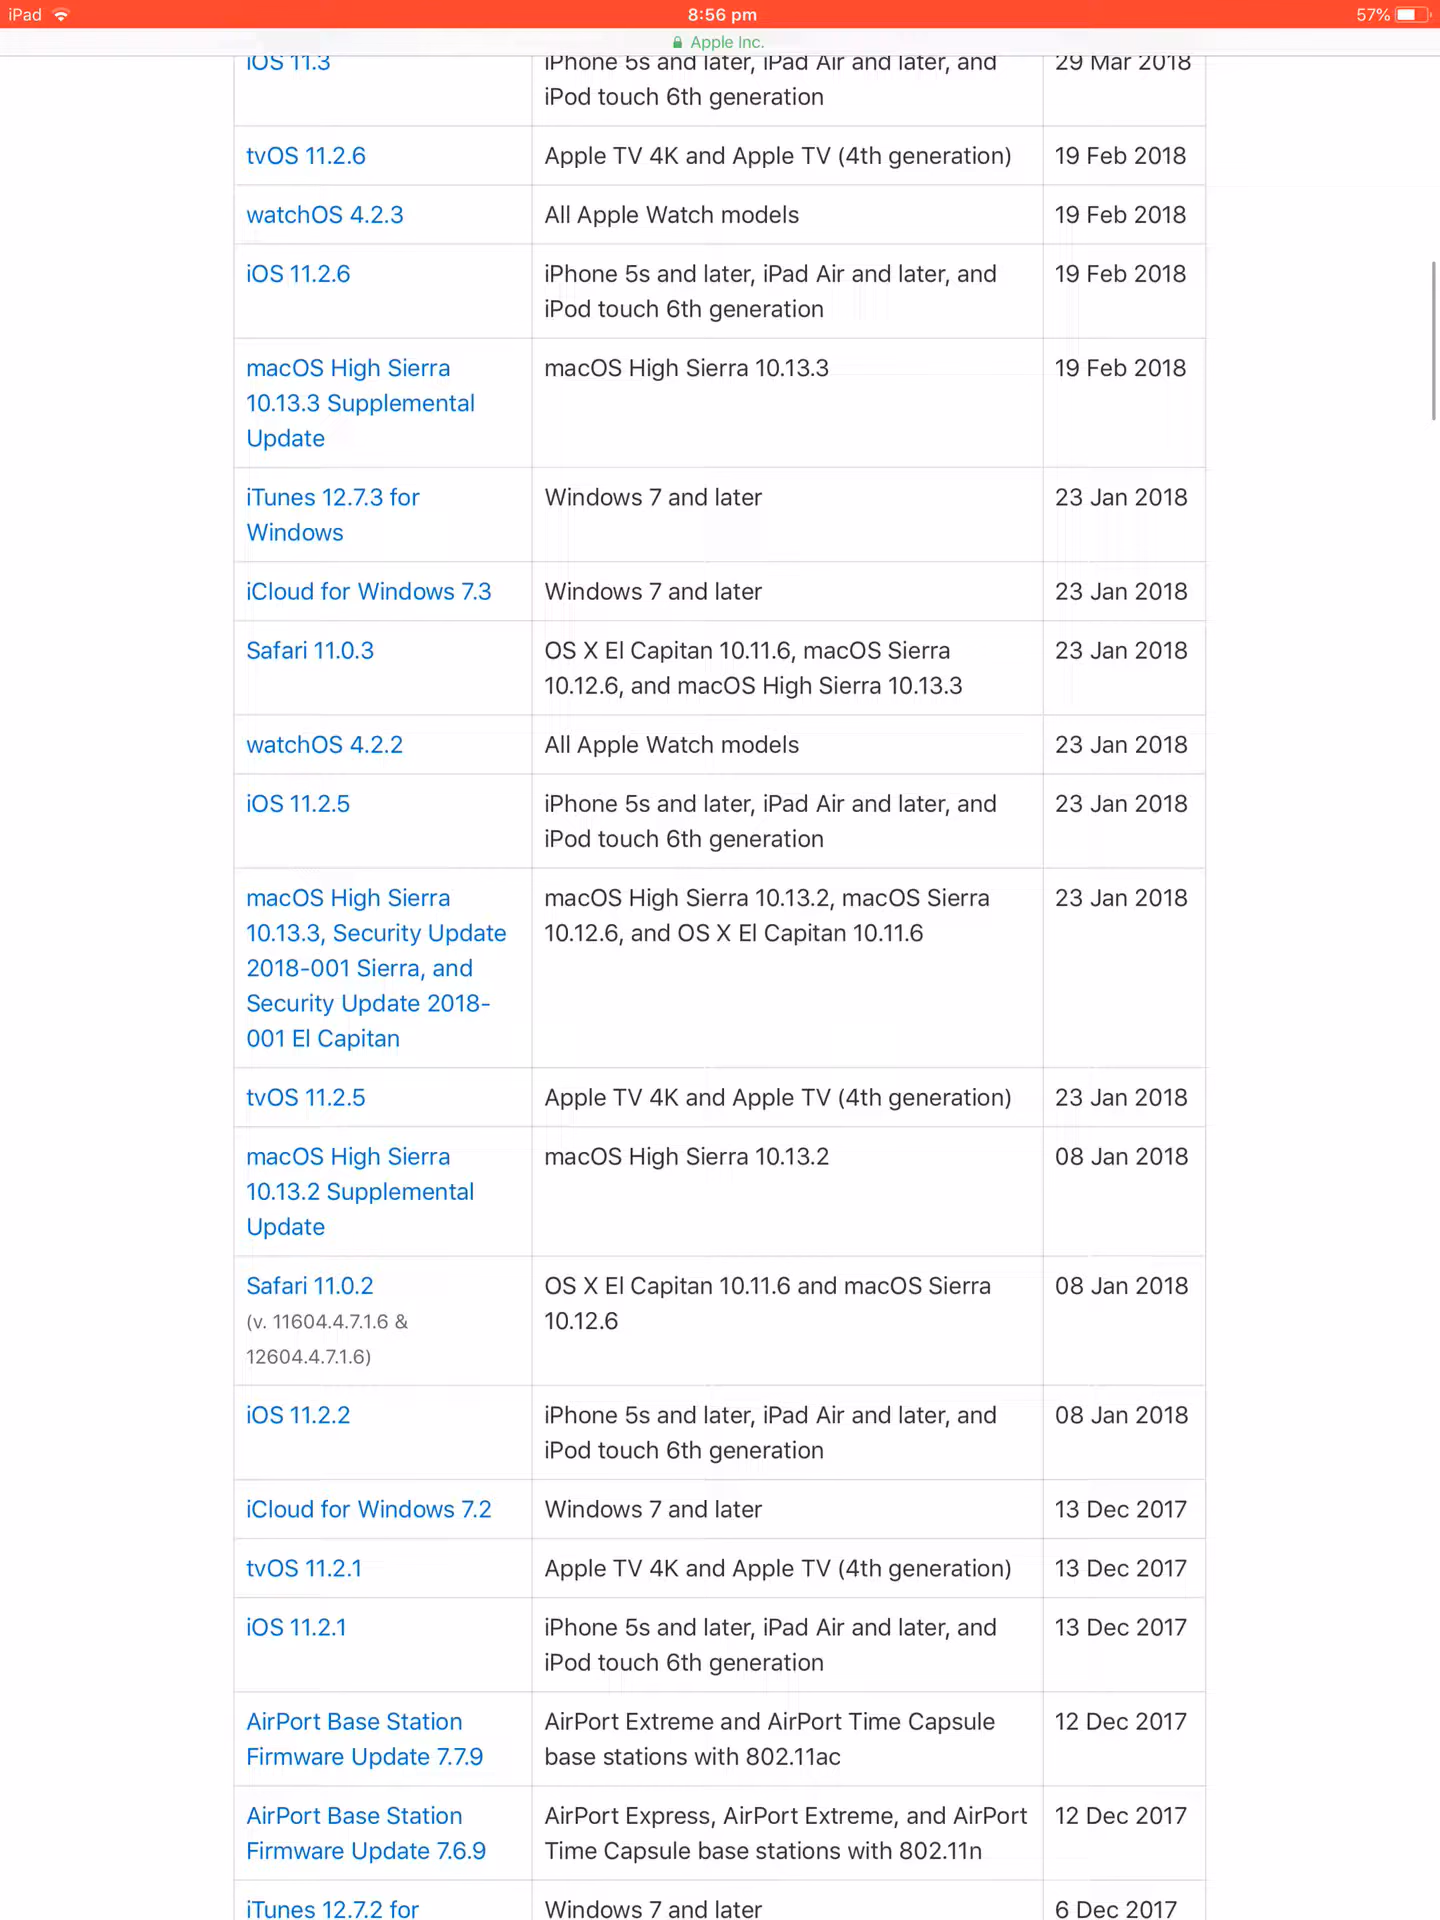 iPad 8:56 pm 57%
Apple Inc.
iOS 11.3 iPhone 5s and later, iPad Air and later, and 29 Mar 2018
iPod touch 6th generation
tvOS 11.2.6 Apple TV 4K and Apple TV (4th generation) 19 Feb 2018
watchOS 4.2.3 All Apple Watch models 19 Feb 2018
iOS 11.2.6 iPhone 5s and later, iPad Air and later, and 19 Feb 2018
iPod touch 6th generation
macOS High Sierra macOS High Sierra 10.13.3 19 Feb 2018
10.13.3 Supplemental
Update
iTunes 12.7.3 for Windows 7 and later 23 Jan 2018
Windows
iCloud for Windows 7.3 Windows 7 and later 23 Jan 2018
Safari 11.0.3 OS X El Capitan 10.11.6, macOS Sierra 23 Jan 2018
10.12.6, and macOS High Sierra 10.13.3
watchOS 4.2.2 All Apple Watch models 23 Jan 2018
iOS 11.2.5 iPhone 5s and later, iPad Air and later, and 23 Jan 2018
iPod touch 6th generation
macOS High Sierra macOS High Sierra 10.13.2, macOS Sierra 23 Jan 2018
10.13.3, Security Update 10.12.6, and OS X El Capitan 10.11.6
2018-001 Sierra, and
Security Update 2018-
001 El Capitan
tvOS 11.2.5 Apple TV 4K and Apple TV (4th generation) 23 Jan 2018
macOS High Sierra macOS High Sierra 10.13.2 08 Jan 2018
10.13.2 Supplemental
Update
Safari 11.0.2 OS X El Capitan 10.11.6 and macOS Sierra 08 Jan 2018
(v. 11604.4.7.1.6 & 10.12.6
12604.4.7.1.6)
iOS 11.2.2 iPhone 5s and later, iPad Air and later, and 08 Jan 2018
iPod touch 6th generation
iCloud for Windows 7.2 Windows 7 and later 13 Dec 2017
tvOS 11.2.1 Apple TV 4K and Apple TV (4th generation) 13 Dec 2017
iOS 11.2.1 iPhone 5s and later, iPad Air and later, and 13 Dec 2017
iPod touch 6th generation
AirPort Base Station AirPort Extreme and AirPort Time Capsule 12 Dec 2017
Firmware Update 7.7.9 base stations with 802.11ac
AirPort Base Station AirPort Express, AirPort Extreme, and AirPort 12 Dec 2017
Firmware Update 7.6.9 Time Capsule base stations with 802.11n
iTunes 12.7.2 for Windows 7 and later 6 Dec 2017